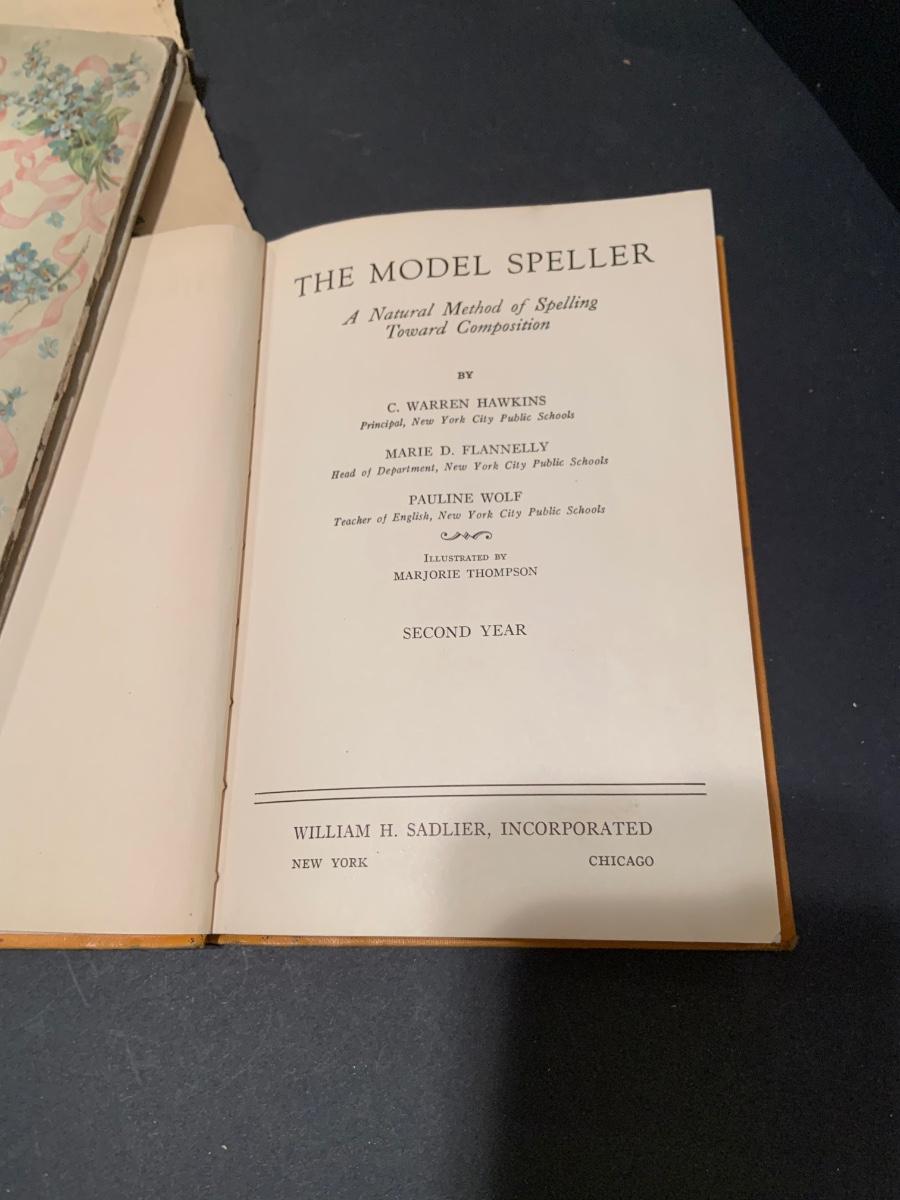 THE MODEL SPELLER
A Natural Method of Spelling
Toward Composition
BY
C. WARREN HAWKINS
Principal, New York City Public Schools
MARIE D. FLANNELLY
Head of Department, New York City Public Schools
PAULINE WOLF
Teacher of English, New York City Public Schools
ILLUSTRATED BY
MARJORIE THOMPSON
SECOND YEAR
WILLIAM H. SADLIER, INCORPORATED
NEW YORK CHICAGO